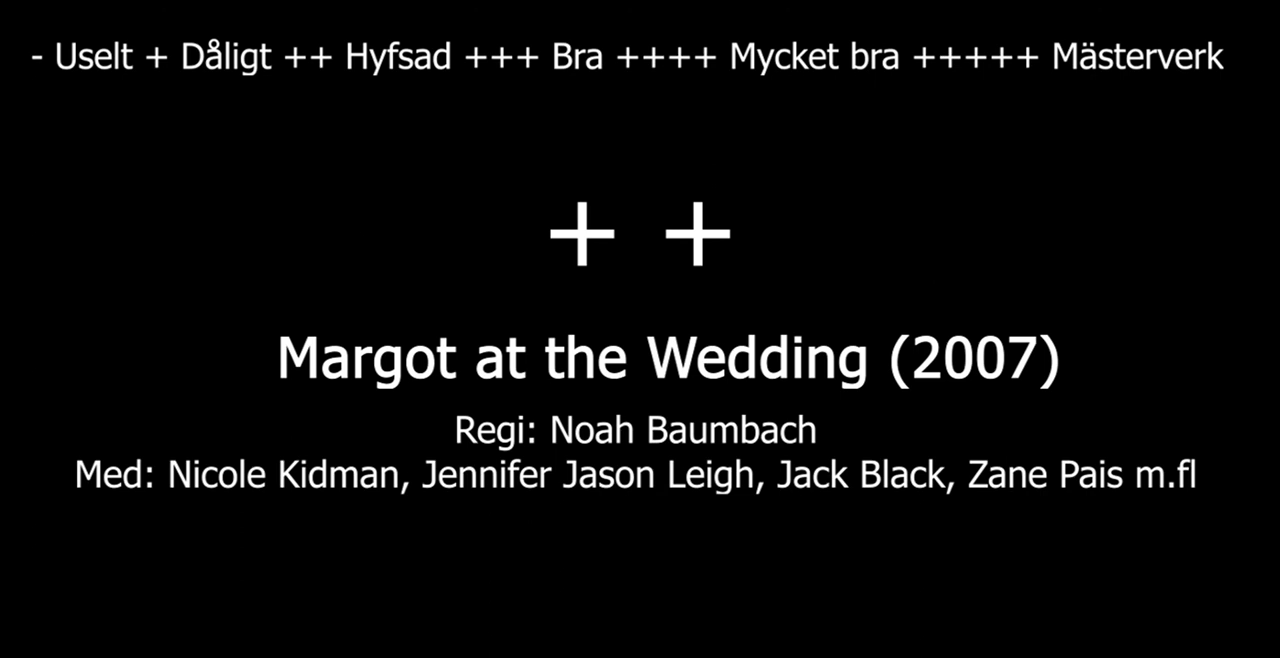 - Uselt + Dåligt ++ Hyfsad +++ Bra ++++ Mycket bra +++++ Mästerverk
+ +
Margot at the Wedding (2007)
Regi: Noah Baumbach
Med: Nicole Kidman, Jennifer Jason Leigh, Jack Black, Zane Pais m.fl